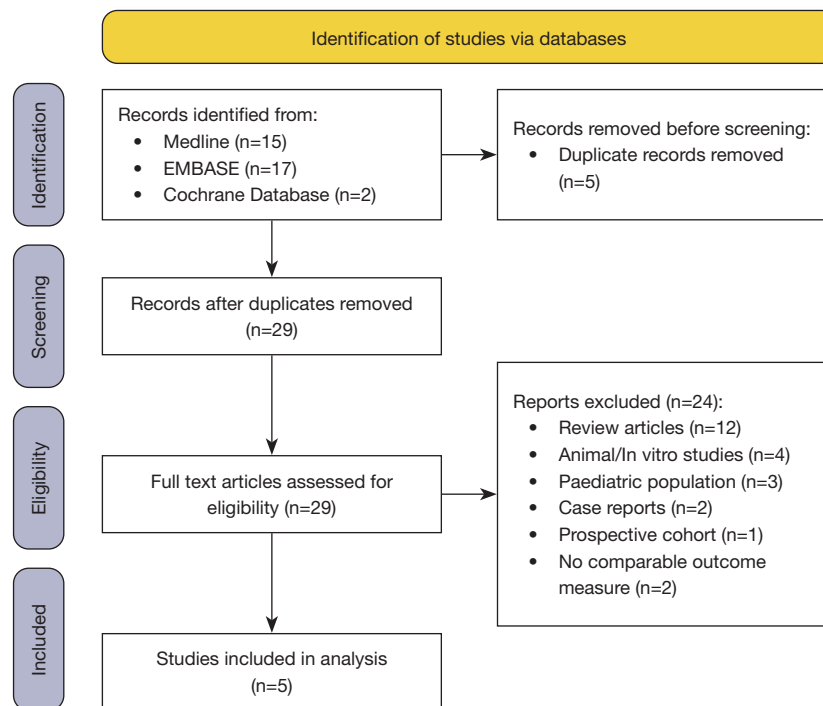 Identification of studies via databases
Identification
Records identified from:
• Medline (n=15)
• EMBASE (n=17)
• Cochrane Database (n=2)
Records removed before screening:
• Duplicate records removed
(n=5)
Screening
Records after duplicates removed
(n=29)
Eligibility
Full text articles assessed for
eligibility (n=29)
Reports excluded (n=24):
• Review articles (n=12)
• Animal/In vitro studies (n=4)
• Paediatric population (n=3)
• Case reports (n=2)
• Prospective cohort (n=1)
• No comparable outcome
measure (n=2)
Included
Studies included in analysis
(n=5)